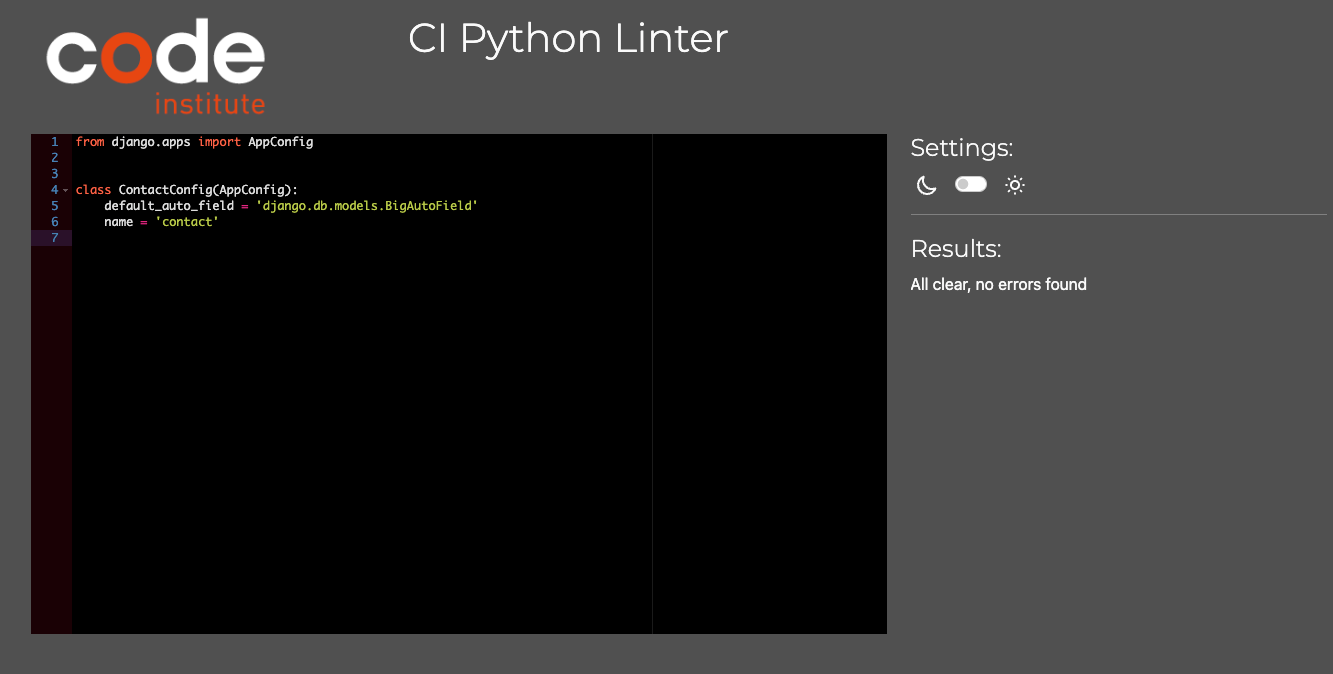 code
institute
CI Python Linter
1 from django.apps import AppConfig
2
3
4 class ContactConfig(AppConfig):
5     default_auto_field = 'django.db.models.BigAutoField'
6     name = 'contact'
7
Settings:
Results:
All clear, no errors found